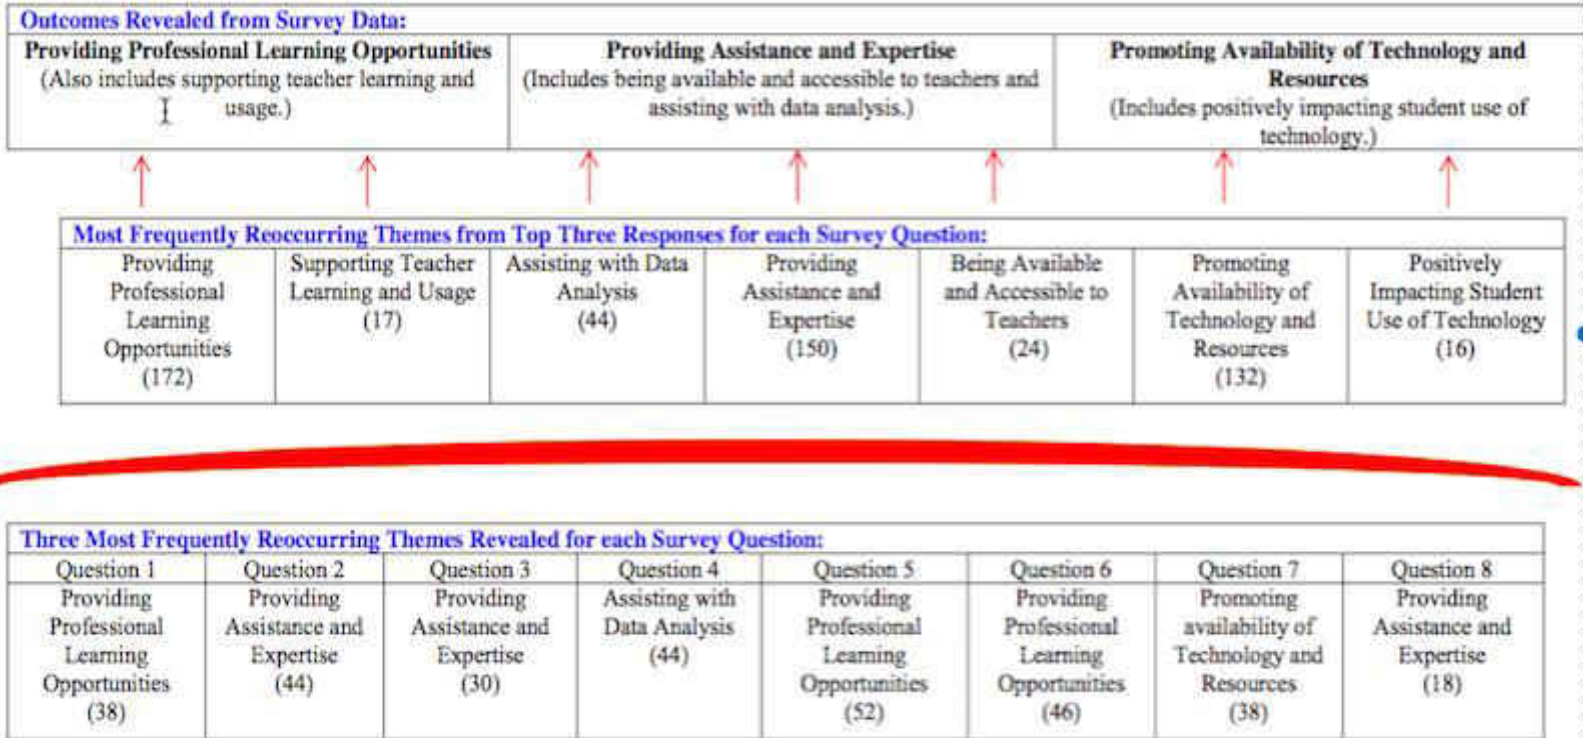 Outcomes Revealed from Survey Data:
Providing Professional Learning Opportunities
(Also includes supporting teacher learning and
usage.)
Providing Assistance and Expertise
(Includes being available and accessible to teachers and
assisting with data analysis.)
Promoting Availability of Technology and
Resources
(Includes positively impacting student use of
technology.)
Most Frequently Reoccurring Themes from Top Three Responses for each Survey Question:
Providing
Professional
Learning
Opportunities
(172)
Supporting Teacher
Learning and Usage
(17)
Assisting with Data
Analysis
(44)
Providing
Assistance and
Expertise
(150)
Being Available
and Accessible to
Teachers
(24)
Promoting
Availability of
Technology and
Resources
(132)
Positively
Impacting Student
Use of Technology
(16)
Three Most Frequently Reoccurring Themes Revealed for each Survey Question:
Question 1
Providing
Professional
Learning
Opportunities
(38)
Question 2
Providing
Assistance and
Expertise
(44)
Question 3
Providing
Assistance and
Expertise
(30)
Question 4
Assisting with
Data Analysis
(44)
Question 5
Providing
Professional
Learning
Opportunities
(52)
Question 6
Providing
Professional
Learning
Opportunities
(46)
Question 7
Promoting
availability of
Technology and
Resources
(38)
Question 8
Providing
Assistance and
Expertise
(18)